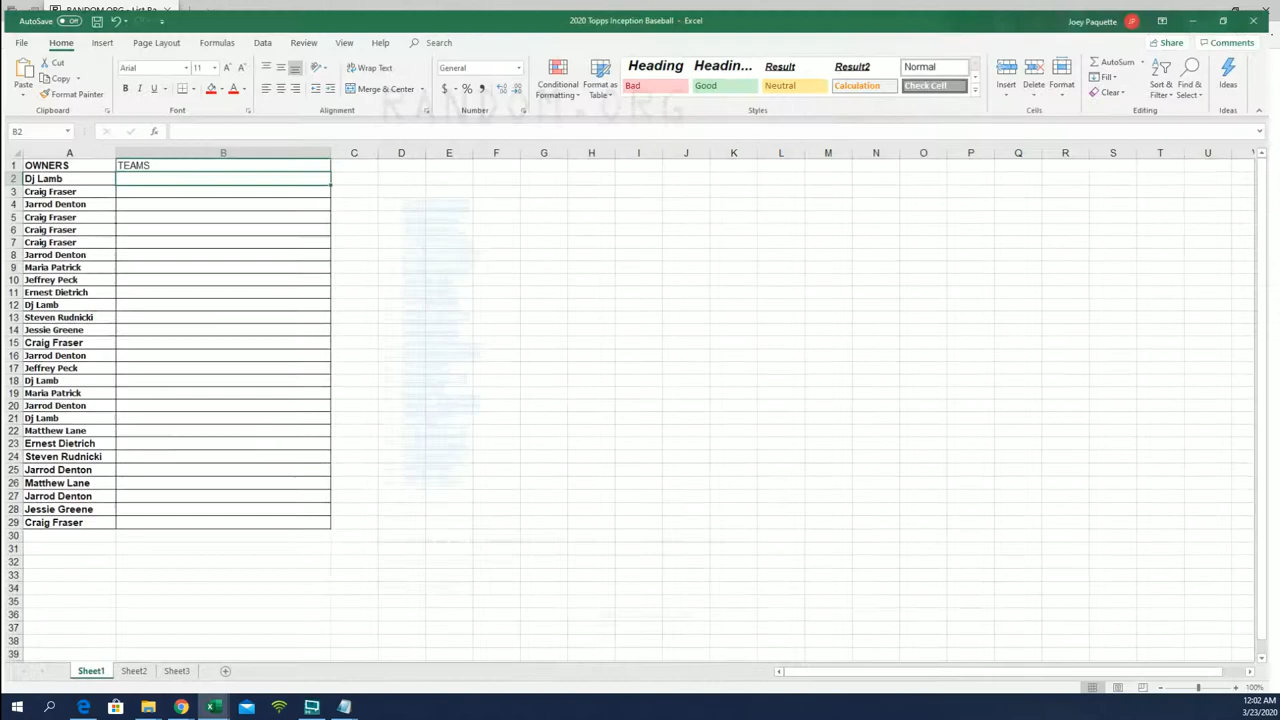 RANDOM.ORG - List Ra
AutoSave Off
2020 Topps Inception Baseball - Excel
Joey Paquette JP
File Home Insert Page Layout Formulas Data Review View Help Search
Share Comments
Paste
Cut
Copy
Format Painter
Clipboard
Arial 11
B I U
Font
Wrap Text
Merge & Center
Alignment
General
$ % ,
Number
Conditional Formatting
Format as Table
Heading Headin... Result Result2 Normal
Bad Good Neutral Calculation Check Cell
Styles
Insert Delete Format
Cells
AutoSum
Fill
Clear
Sort & Filter
Find & Select
Editing
Ideas
Ideas
RANDOM.ORG
B2
fx
A B C D E F G H I J K L M N O P Q R S T U
1 OWNERS TEAMS
2 Dj Lamb
3 Craig Fraser
4 Jarrod Denton
5 Craig Fraser
6 Craig Fraser
7 Craig Fraser
8 Jarrod Denton
9 Maria Patrick
10 Jeffrey Peck
11 Ernest Dietrich
12 Dj Lamb
13 Steven Rudnicki
14 Jessie Greene
15 Craig Fraser
16 Jarrod Denton
17 Jeffrey Peck
18 Dj Lamb
19 Maria Patrick
20 Jarrod Denton
21 Dj Lamb
22 Matthew Lane
23 Ernest Dietrich
24 Steven Rudnicki
25 Jarrod Denton
26 Matthew Lane
27 Jarrod Denton
28 Jessie Greene
29 Craig Fraser
30
31
32
33
34
35
36
37
38
39
Sheet1 Sheet2 Sheet3
100%
12:02 AM
3/23/2020